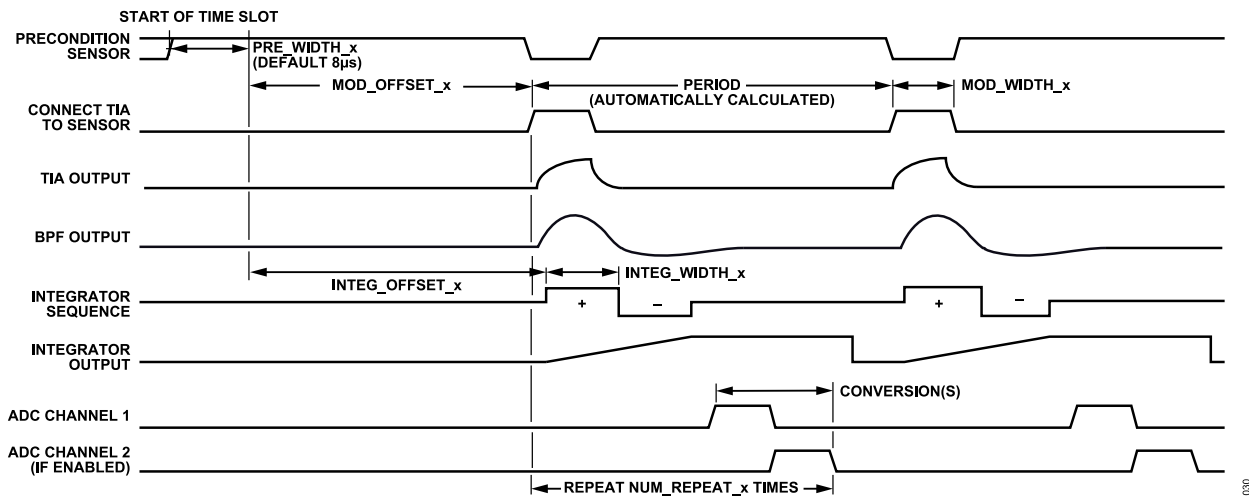 START OF TIME SLOT
PRECONDITION
SENSOR
PRE_WIDTH_x
(DEFAULT 8µs)
MOD_OFFSET_x
PERIOD
(AUTOMATICALLY CALCULATED)
MOD_WIDTH_x
CONNECT TIA
TO SENSOR
TIA OUTPUT
BPF OUTPUT
INTEG_OFFSET_x
INTEG_WIDTH_x
INTEGRATOR
SEQUENCE
+ – + –
INTEGRATOR
OUTPUT
CONVERSION(S)
ADC CHANNEL 1
ADC CHANNEL 2
(IF ENABLED)
REPEAT NUM_REPEAT_x TIMES
030